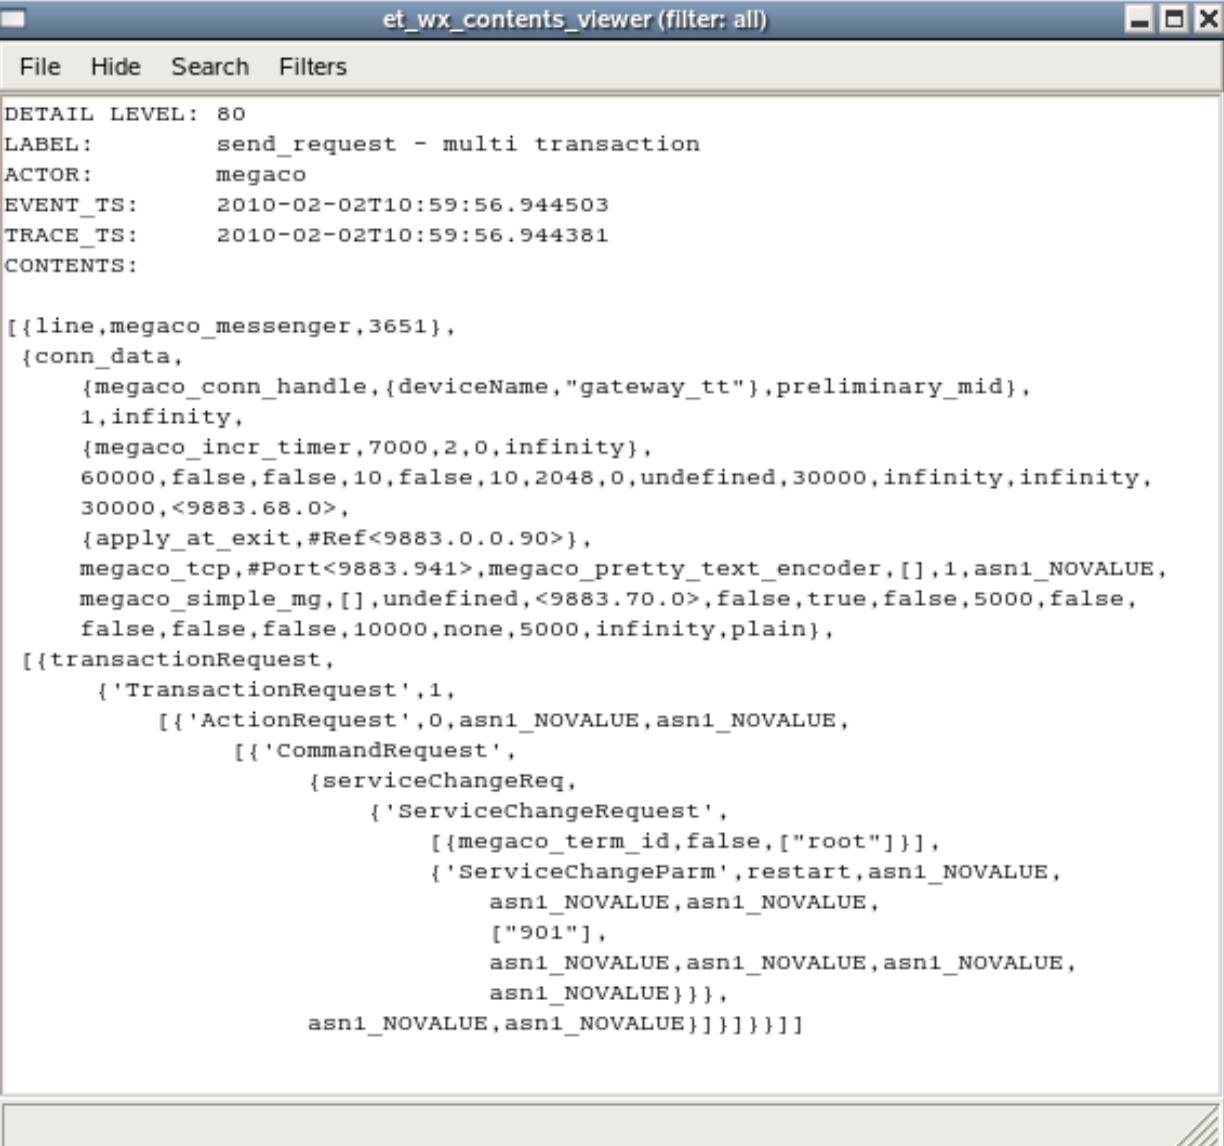 et_wx_contents_viewer (filter: all)
File Hide Search Filters
DETAIL LEVEL: 80
LABEL:        send_request - multi transaction
ACTOR:        megaco
EVENT_TS:     2010-02-02T10:59:56.944503
TRACE_TS:     2010-02-02T10:59:56.944381
CONTENTS:

[{line,megaco_messenger,3651},
 {conn_data,
     {megaco_conn_handle,{deviceName,"gateway_tt"},preliminary_mid},
     1,infinity,
     {megaco_incr_timer,7000,2,0,infinity},
     60000,false,false,10,false,10,2048,0,undefined,30000,infinity,infinity,
     30000,<9883.68.0>,
     {apply_at_exit,#Ref<9883.0.0.90>},
     megaco_tcp,#Port<9883.941>,megaco_pretty_text_encoder,[],1,asn1_NOVALUE,
     megaco_simple_mg,[],undefined,<9883.70.0>,false,true,false,5000,false,
     false,false,false,10000,none,5000,infinity,plain},
 [{transactionRequest,
      {'TransactionRequest',1,
          [{'ActionRequest',0,asn1_NOVALUE,asn1_NOVALUE,
               [{'CommandRequest',
                    {serviceChangeReq,
                        {'ServiceChangeRequest',
                            [{megaco_term_id,false,["root"]}],
                            {'ServiceChangeParm',restart,asn1_NOVALUE,
                                asn1_NOVALUE,asn1_NOVALUE,
                                ["901"],
                                asn1_NOVALUE,asn1_NOVALUE,asn1_NOVALUE,
                                asn1_NOVALUE}}},
                    asn1_NOVALUE,asn1_NOVALUE}]}]}}]]